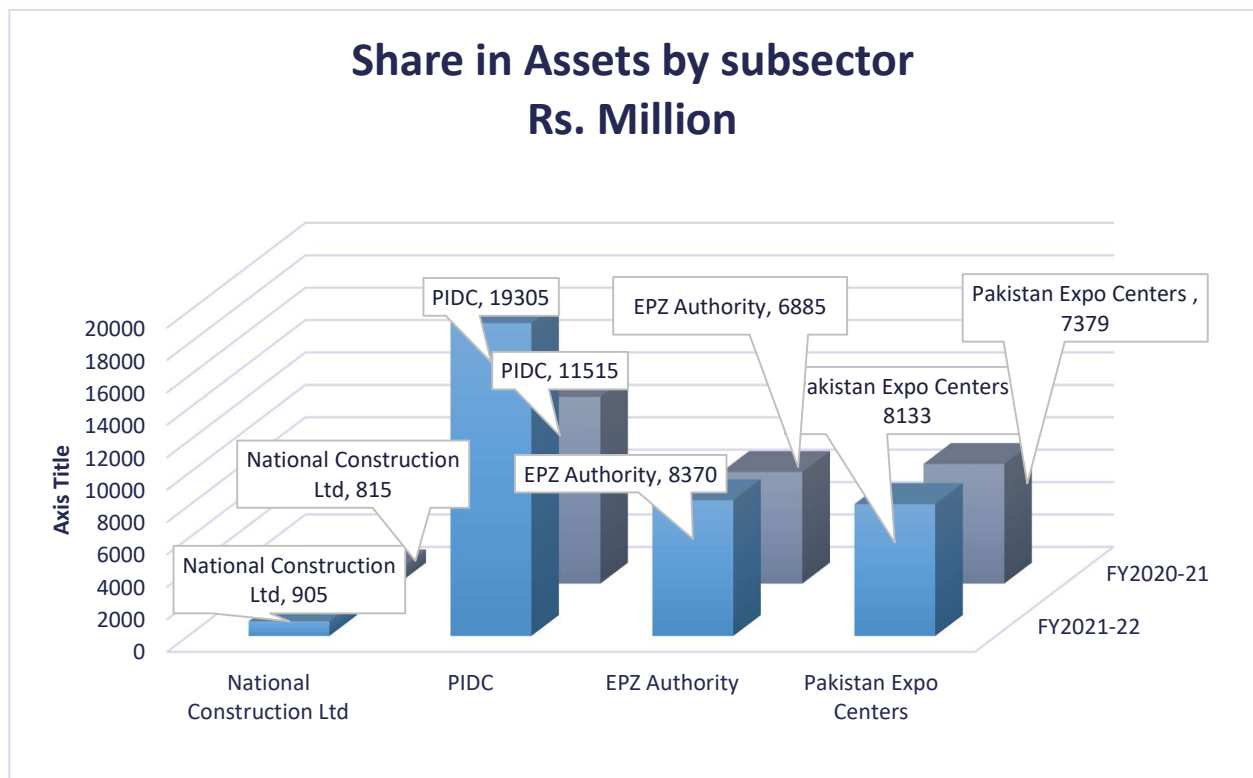 Share in Assets by subsector
Rs. Million
Axis Title
20000
18000
16000
14000
12000
10000
8000
6000
4000
2000
0
PIDC, 19305
PIDC, 11515
EPZ Authority, 6885
Pakistan Expo Centers ,
7379
akistan Expo Centers
8133
National Construction
Ltd, 815
EPZ Authority, 8370
National Construction
Ltd, 905
FY2020-21
FY2021-22
National
Construction Ltd
PIDC
EPZ Authority
Pakistan Expo
Centers